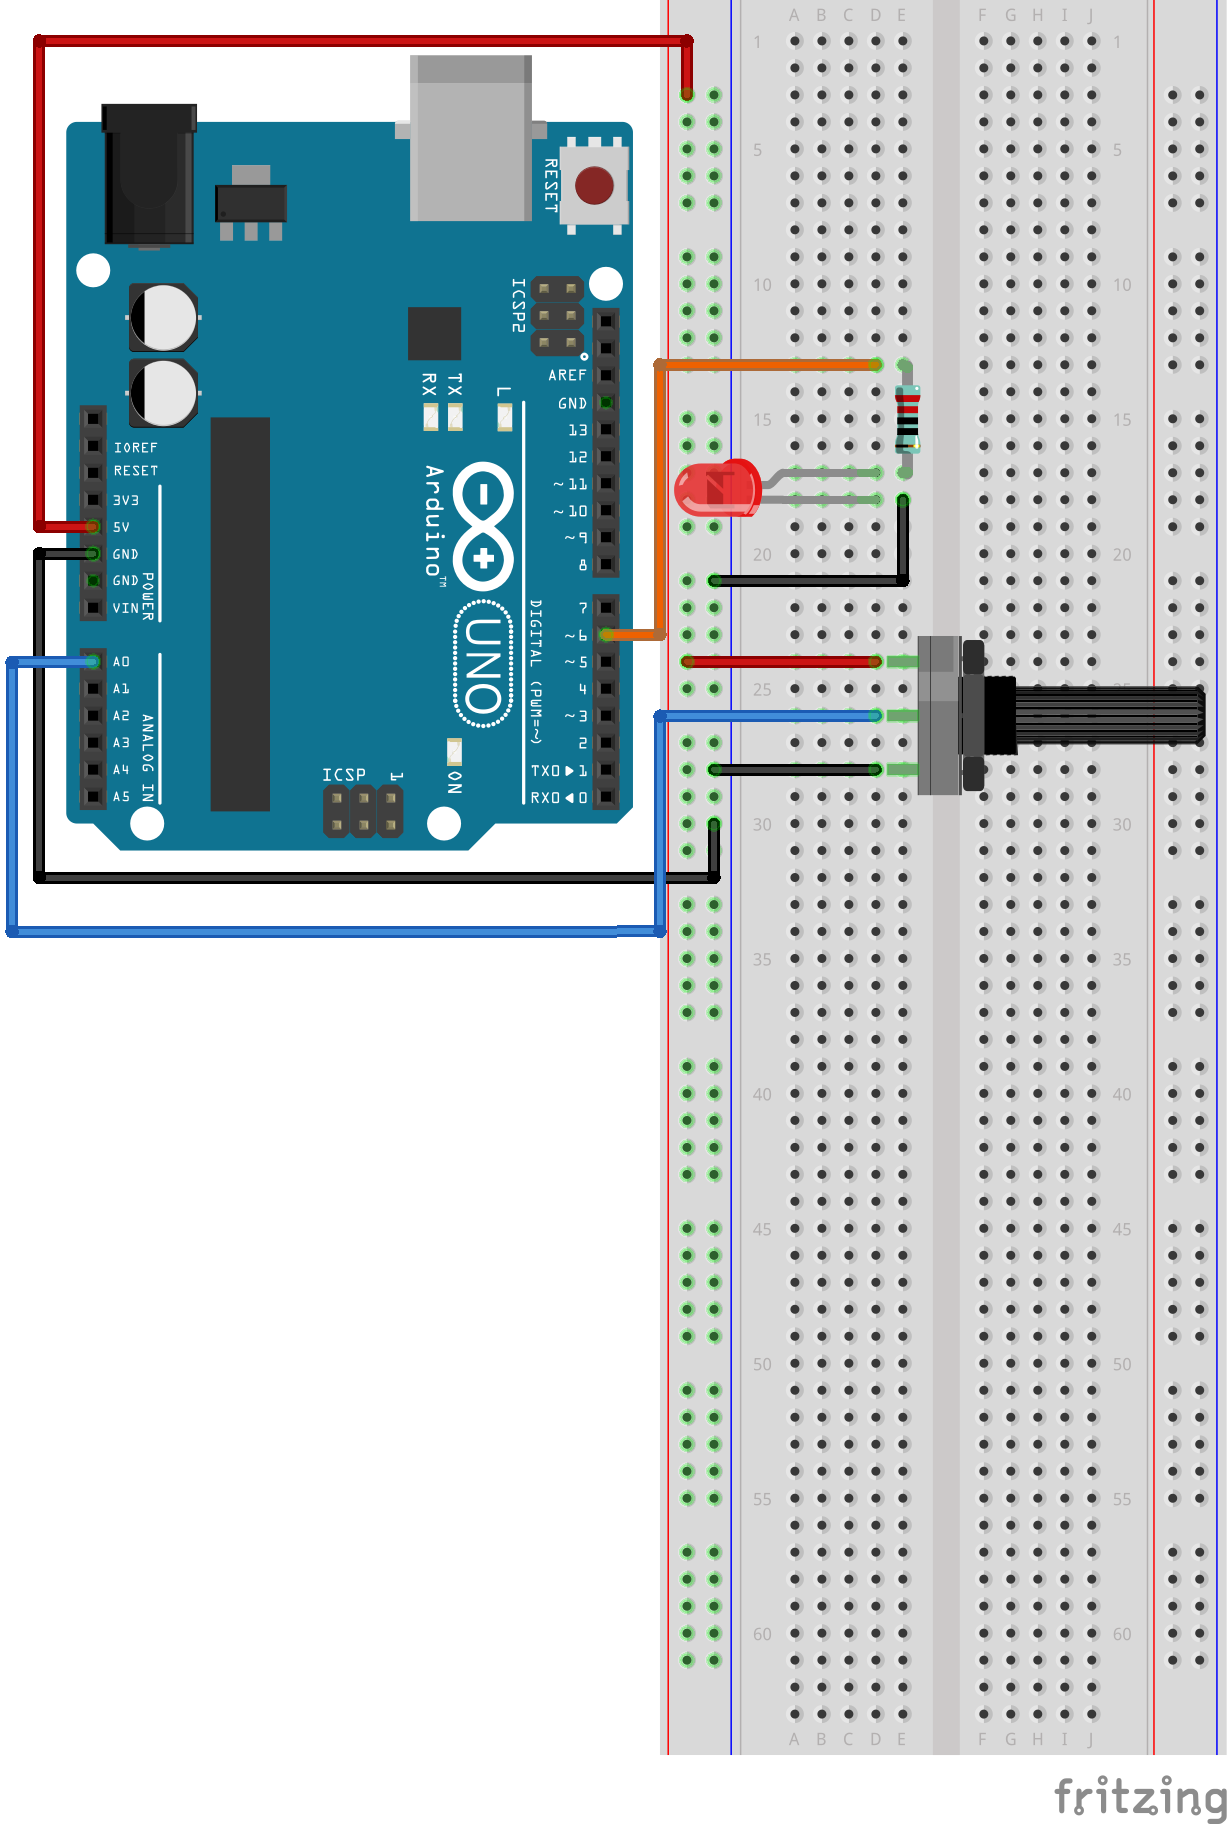 A B C D E F G H I J
1 1
5 5
10 10
15 15
20 20
25 25
30 30
35 35
40 40
45 45
50 50
55 55
60 60
A B C D E F G H I J
RESET
ICSP2
AREF
GND
13
12
~11
~10
~9
8
7
~6
~5
4
~3
2
TX0▶1
RX0◀0
DIGITAL (PWM=~)
RX TX L
Arduino™
UNO
ON
ICSP 1
IOREF
RESET
3V3
5V
GND
GND
VIN
POWER
A0
A1
A2
A3
A4
A5
ANALOG IN
fritzing